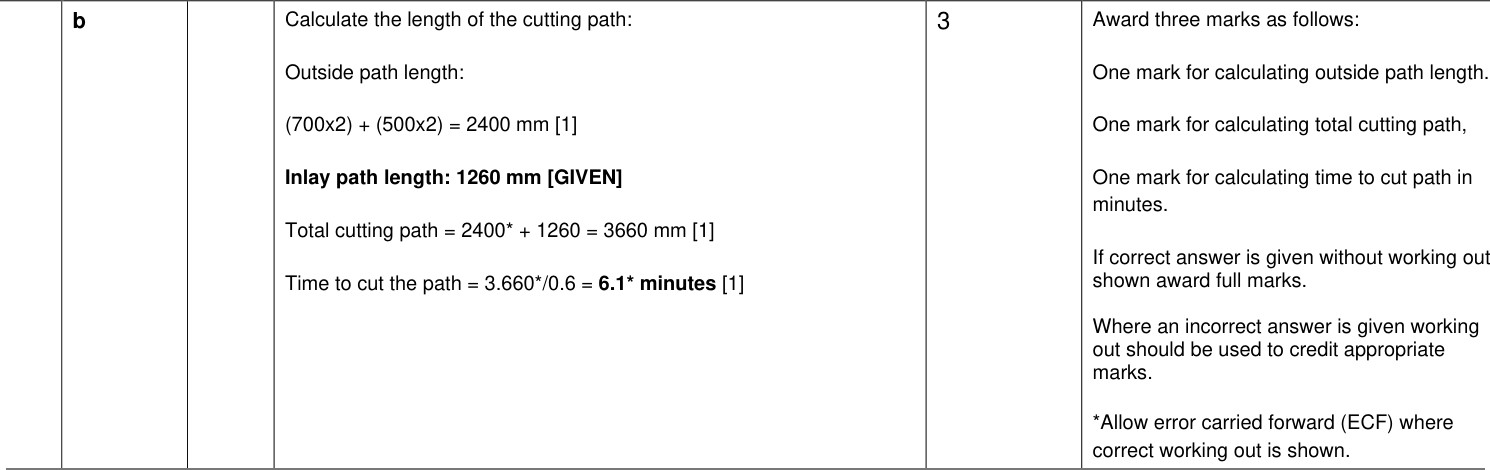 b
Calculate the length of the cutting path:
Outside path length:
(700x2) + (500x2) = 2400 mm [1]
Inlay path length: 1260 mm [GIVEN]
Total cutting path = 2400* + 1260 = 3660 mm [1]
Time to cut the path = 3.660*/0.6 = 6.1* minutes [1]
3
Award three marks as follows:
One mark for calculating outside path length.
One mark for calculating total cutting path,
One mark for calculating time to cut path in
minutes.
If correct answer is given without working out
shown award full marks.
Where an incorrect answer is given working
out should be used to credit appropriate
marks.
*Allow error carried forward (ECF) where
correct working out is shown.